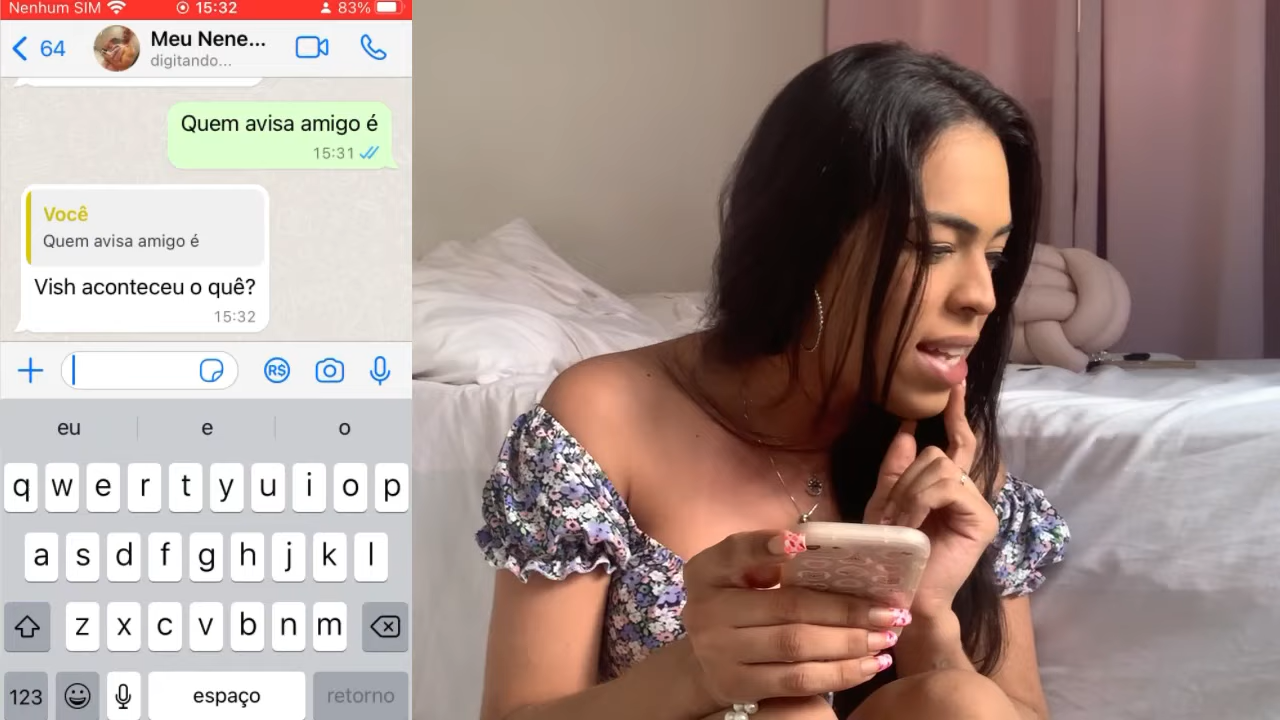 Nenhum SIM 15:32 83%
64 Meu Nene...
digitando...
Quem avisa amigo é
15:31
Você
Quem avisa amigo é
Vish aconteceu o quê?
15:32
R$
eu e o
q w e r t y u i o p
a s d f g h j k l
z x c v b n m
123 espaço retorno